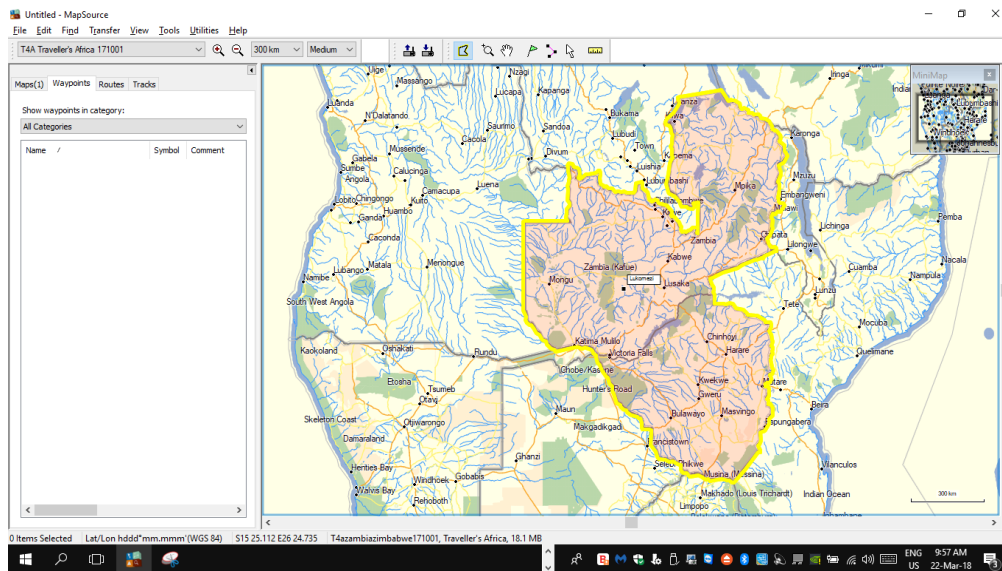 Untitled - MapSource
File Edit Find Transfer View Tools Utilities Help
T4A Traveller's Africa 171001
300 km
Medium
Maps(1) Waypoints Routes Tracks
Show waypoints in category:
All Categories
Name / Symbol Comment
MiniMap
Uige
Massango
Nzagi
Lucapa
Kapanga
Iringa
Luanda
N'Dalatando
Saurimo
Sandoa
Bukama
Lubudi
Karonga
Cacola
Town
Mussende
Divum
Luishia
Gabela
Sumbe
Calucinga
Luena
Mzuzu
Angola
Camacupa
Mpika
Embangweni
Lobito
Chingongo
Kuito
Huambo
Ganda
Pemba
Lichinga
Caconda
Zambia
Lilongwe
Kabwe
Menongue
Matala
Lubango
Zambia (Kafue)
Cuamba
Nacala
Namibe
Mongu
Lukomezi
Lusaka
Nampula
Lunzu
South West Angola
Tete
Mocuba
Chinhoyi
Kaokoland
Oshakati
Rundu
Katima Mulilo
Victoria Falls
Harare
Quelimane
Chobe/Kasane
Etosha
Tsumeb
Hunter's Road
Kwekwe
Mutare
Otavi
Gweru
Beira
Skeleton Coast
Otjiwarongo
Maun
Bulawayo
Masvingo
Makgadikgadi
Damaraland
Francistown
Ghanzi
Selebi Phikwe
Vilanculos
Henties Bay
Windhoek
Gobabis
Musina (Messina)
Walvis Bay
Rehoboth
Makhado (Louis Trichardt)
Indian Ocean
Limpopo
300 km
0 Items Selected Lat/Lon hddd°mm.mmm'(WGS 84) S15 25.112 E26 24.735 T4azambiazimbabwe171001, Traveller's Africa, 18.1 MB
ENG
US
9:57 AM
22-Mar-18